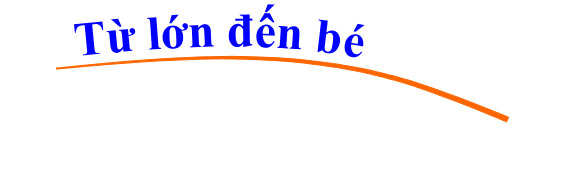 Từ lớn đến bé